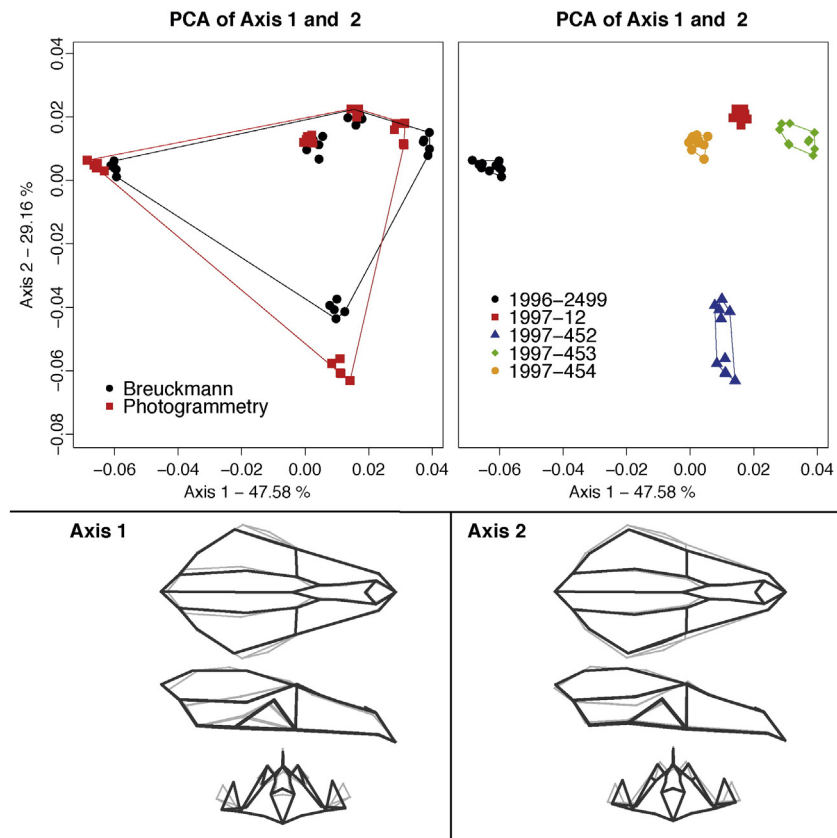 PCA of Axis 1 and 2
PCA of Axis 1 and 2
0.04
0.02
0.00
−0.02
−0.04
−0.06
−0.08
Axis 2 − 29.16 %
Breuckmann
Photogrammetry
1996−2499
1997−12
1997−452
1997−453
1997−454
−0.06 −0.04 −0.02 0.00 0.02 0.04
−0.06 −0.04 −0.02 0.00 0.02 0.04
Axis 1 − 47.58 %
Axis 1 − 47.58 %
Axis 1
Axis 2